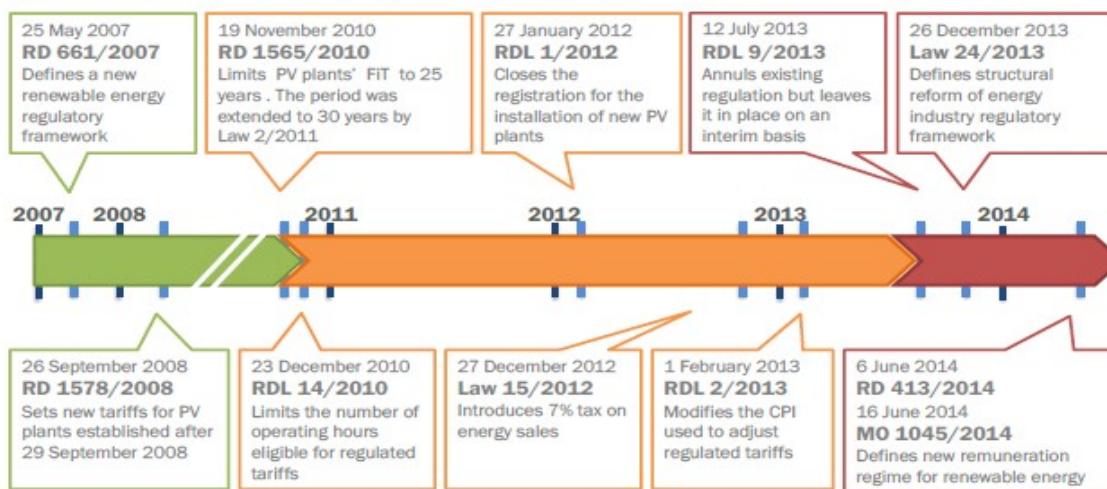 25 May 2007
RD 661/2007
Defines a new
renewable energy
regulatory
framework
19 November 2010
RD 1565/2010
Limits PV plants' FiT to 25
years . The period was
extended to 30 years by
Law 2/2011
27 January 2012
RDL 1/2012
Closes the
registration for the
installation of new PV
plants
12 July 2013
RDL 9/2013
Annuls existing
regulation but leaves
it in place on an
interim basis
26 December 2013
Law 24/2013
Defines structural
reform of energy
industry regulatory
framework
2007 2008 2011 2012 2013 2014
26 September 2008
RD 1578/2008
Sets new tariffs for PV
plants established after
29 September 2008
23 December 2010
RDL 14/2010
Limits the number of
operating hours
eligible for regulated
tariffs
27 December 2012
Law 15/2012
Introduces 7% tax on
energy sales
1 February 2013
RDL 2/2013
Modifies the CPI
used to adjust
regulated tariffs
6 June 2014
RD 413/2014
16 June 2014
MO 1045/2014
Defines new remuneration
regime for renewable energy